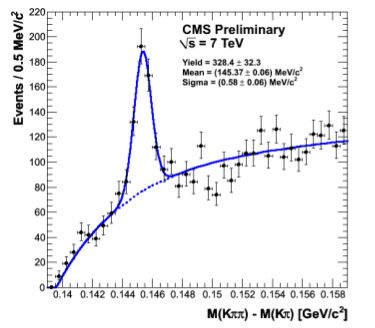 Events / 0.5 MeV/c²
220
200
180
160
140
120
100
80
60
40
20
0
CMS Preliminary
√s = 7 TeV
Yield = 328.4 ± 32.3
Mean = (145.37 ± 0.06) MeV/c²
Sigma = (0.58 ± 0.06) MeV/c²
0.14 0.142 0.144 0.146 0.148 0.15 0.152 0.154 0.156 0.158
M(Kππ) - M(Kπ) [GeV/c²]